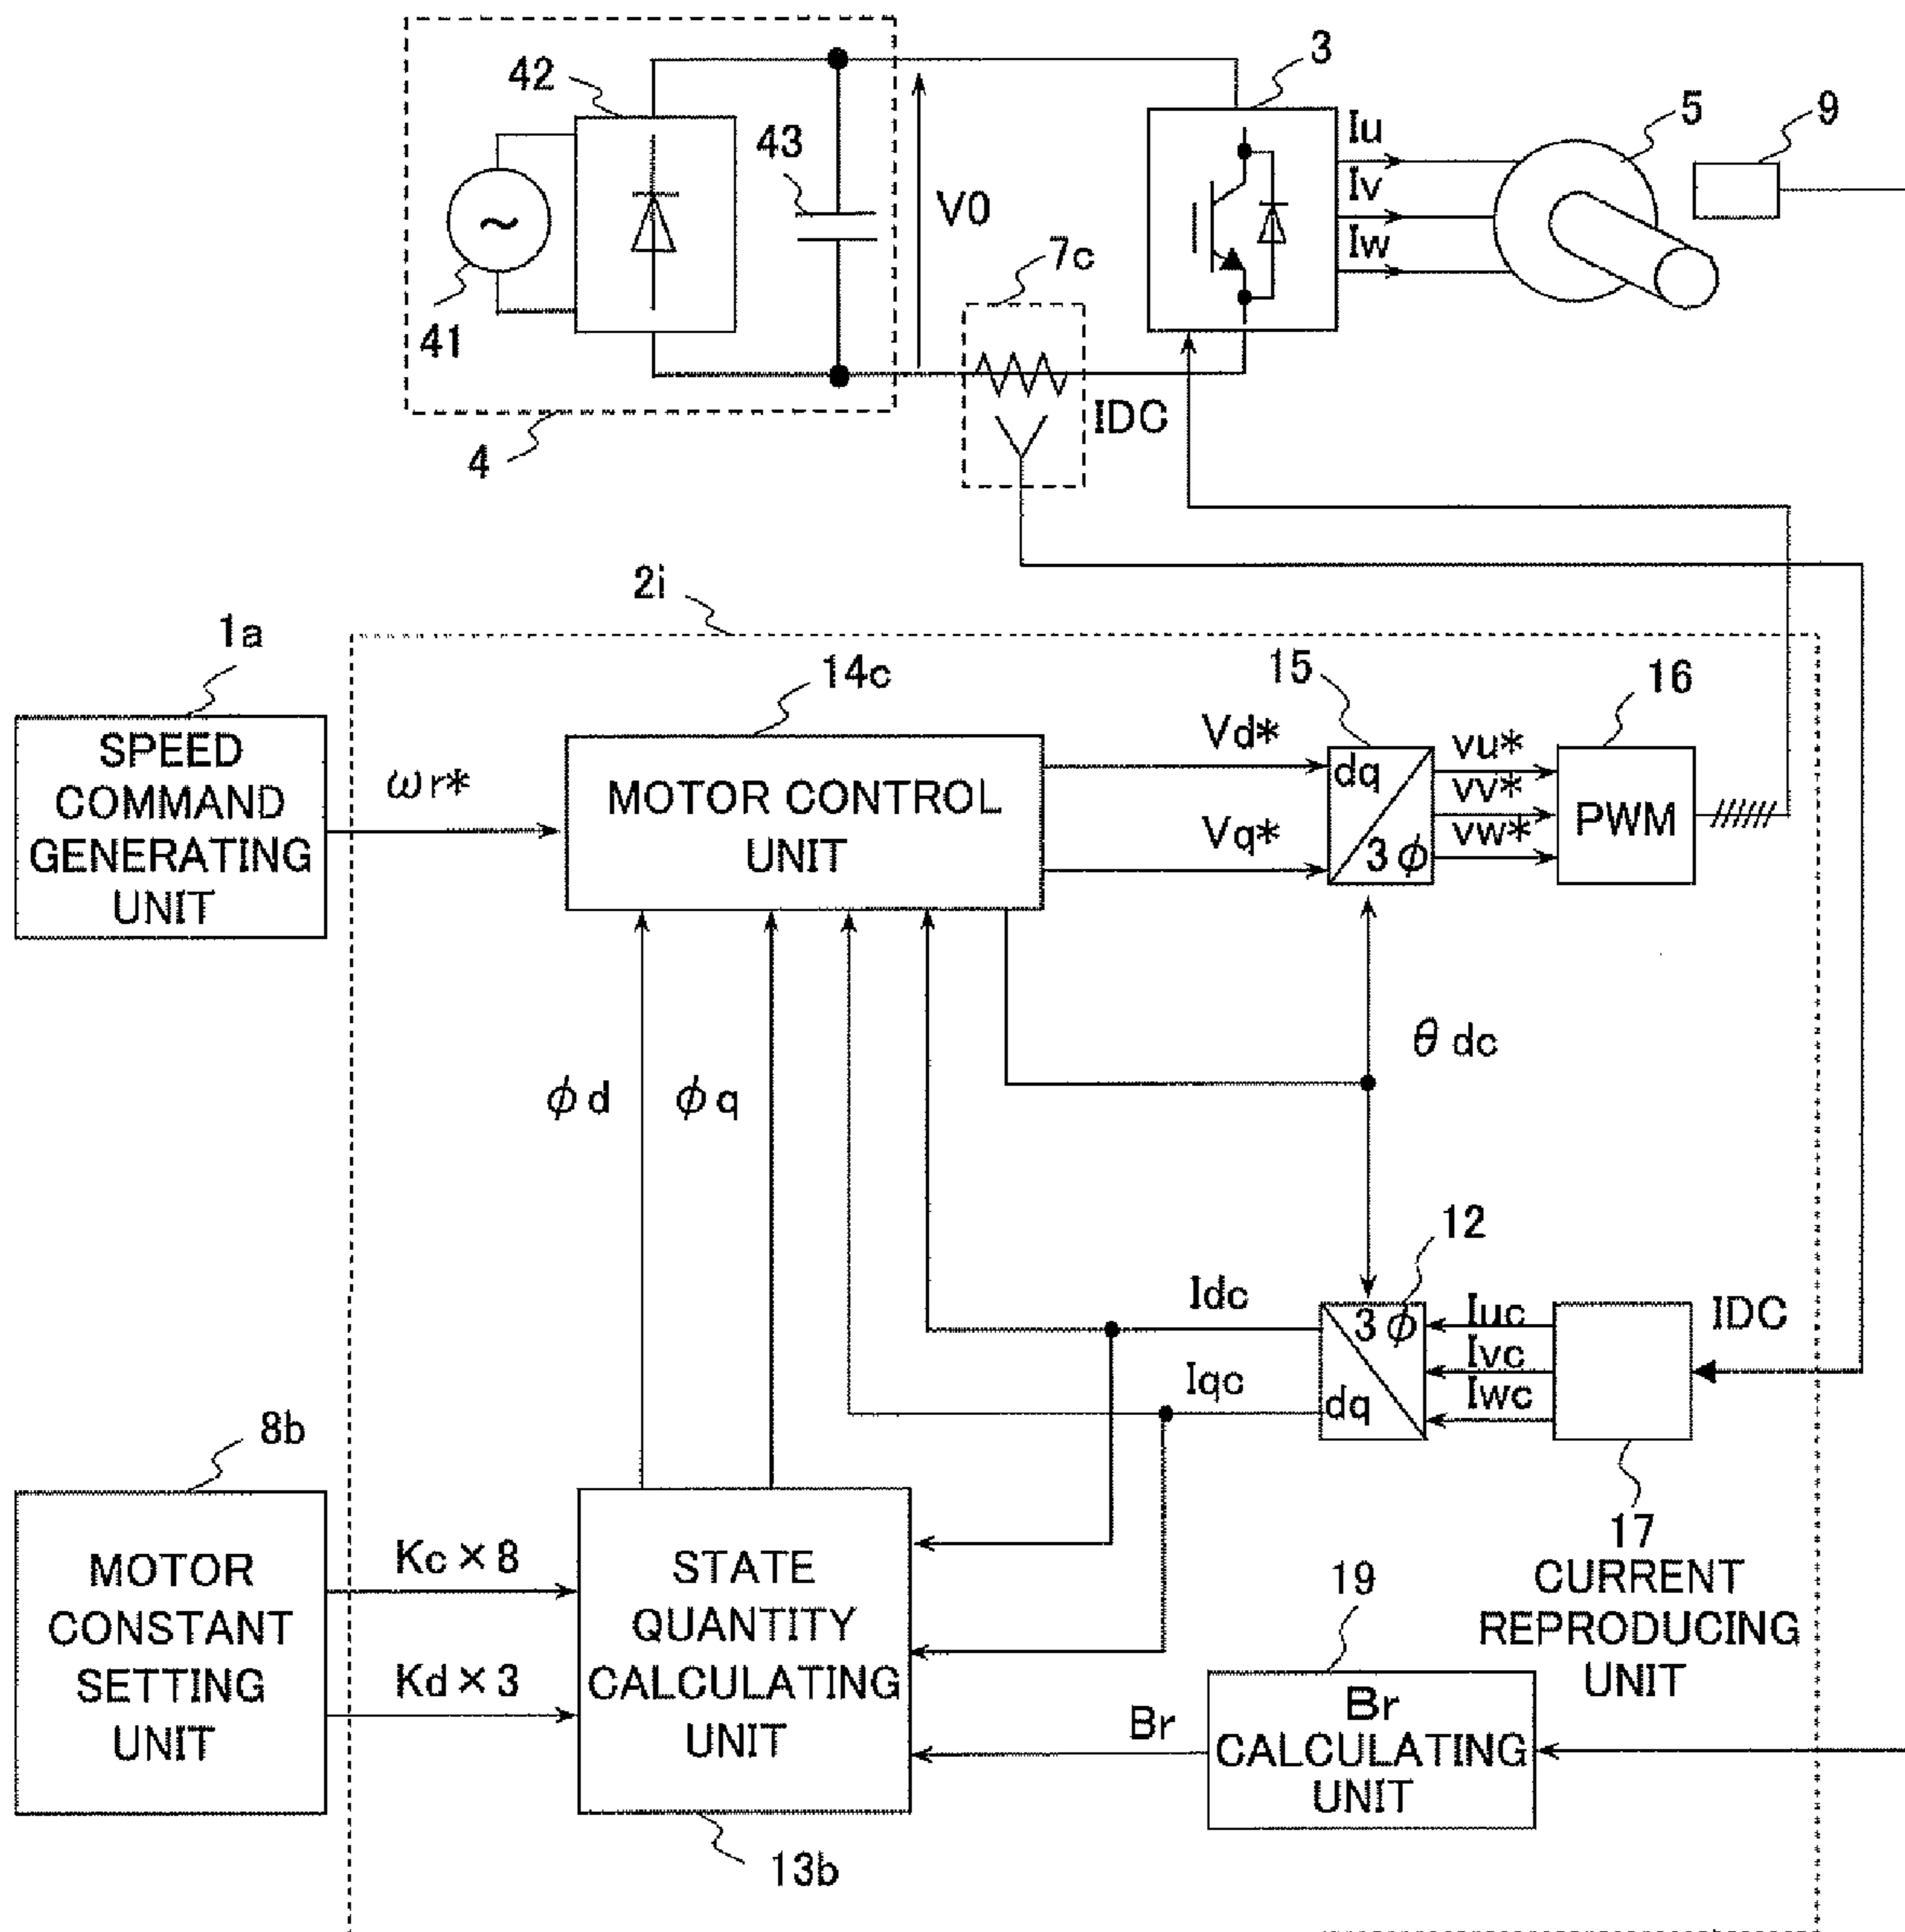 42
3
5
9
43
Iu
Iv
Iw
V0
~
7c
41
IDC
4
2i
1a
14c
15
16
SPEED
COMMAND
GENERATING
UNIT
ωr*
MOTOR CONTROL
UNIT
Vd*
Vq*
dq
3φ
vu*
vv*
vw*
PWM
θdc
φd
φq
12
Idc
Iqc
3φ
dq
Iuc
Ivc
Iwc
IDC
8b
17
CURRENT
REPRODUCING
UNIT
MOTOR
CONSTANT
SETTING
UNIT
Kc×8
Kd×3
STATE
QUANTITY
CALCULATING
UNIT
19
Br
Br
CALCULATING
UNIT
13b